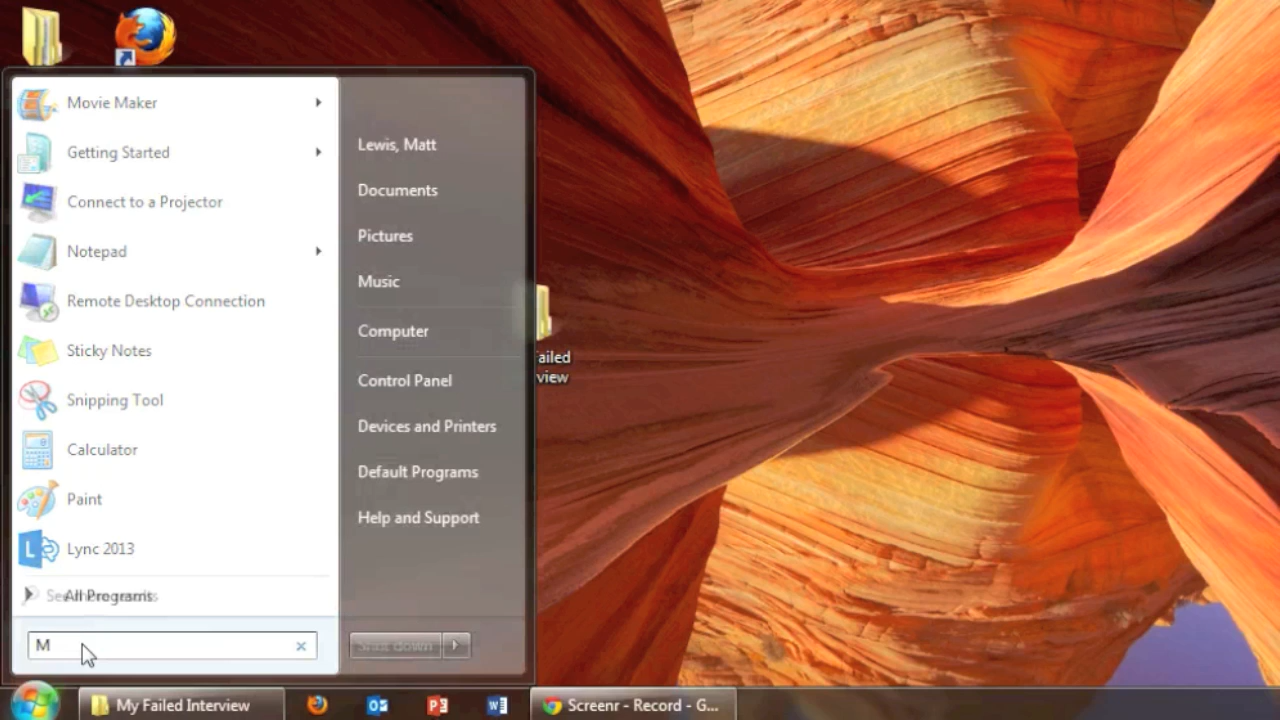 Movie Maker
Getting Started
Connect to a Projector
Notepad
Remote Desktop Connection
Sticky Notes
Snipping Tool
Calculator
Paint
Lync 2013
All Programs
M
Lewis, Matt
Documents
Pictures
Music
Computer
Control Panel
Devices and Printers
Default Programs
Help and Support
Shut down
ailed
view
My Failed Interview
Screenr - Record - G...